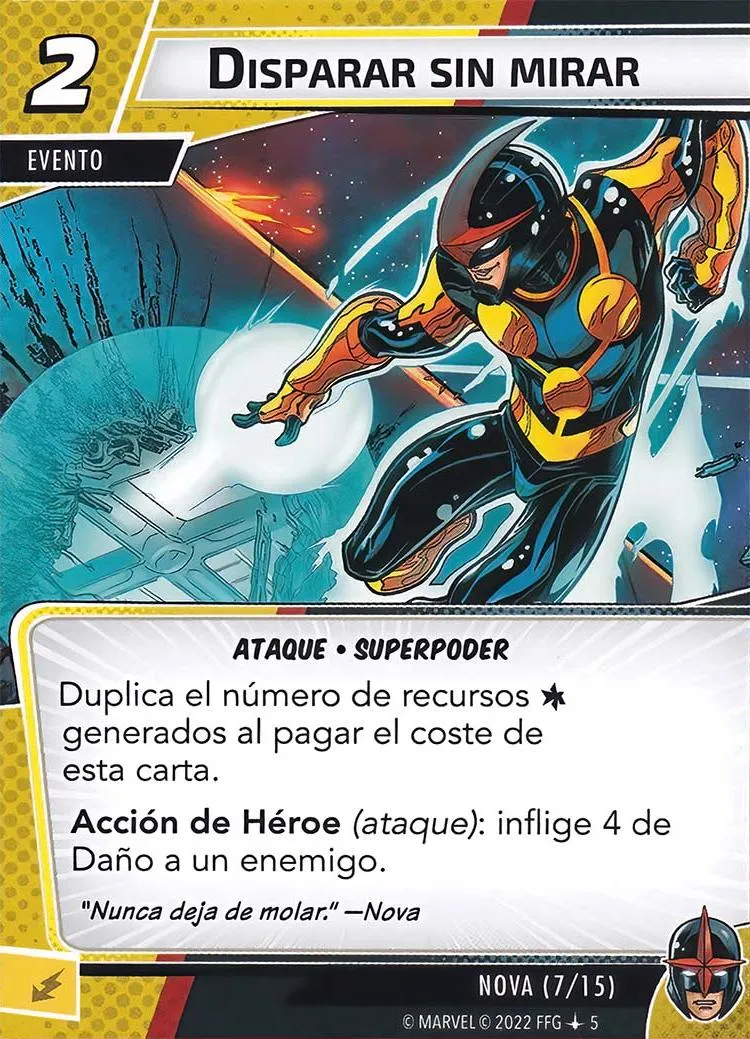 2
DISPARAR SIN MIRAR
EVENTO
ATAQUE • SUPERPODER
Duplica el número de recursos
generados al pagar el coste de
esta carta.
Acción de Héroe (ataque): inflige 4 de
Daño a un enemigo.
"Nunca deja de molar." —Nova
NOVA (7/15)
© MARVEL © 2022 FFG 5